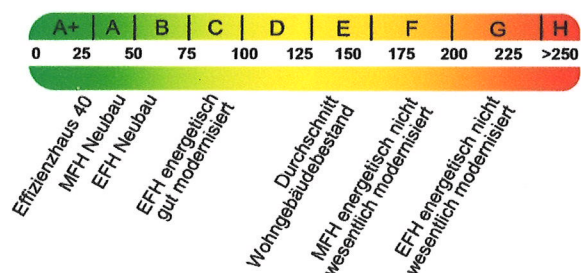 A+ A B C D E F G H
0 25 50 75 100 125 150 175 200 225 >250
Effizienzhaus 40
MFH Neubau
EFH Neubau
EFH energetisch
gut modernisiert
Durchschnitt
Wohngebäudebestand
MFH energetisch nicht
wesentlich modernisiert
EFH energetisch nicht
wesentlich modernisiert